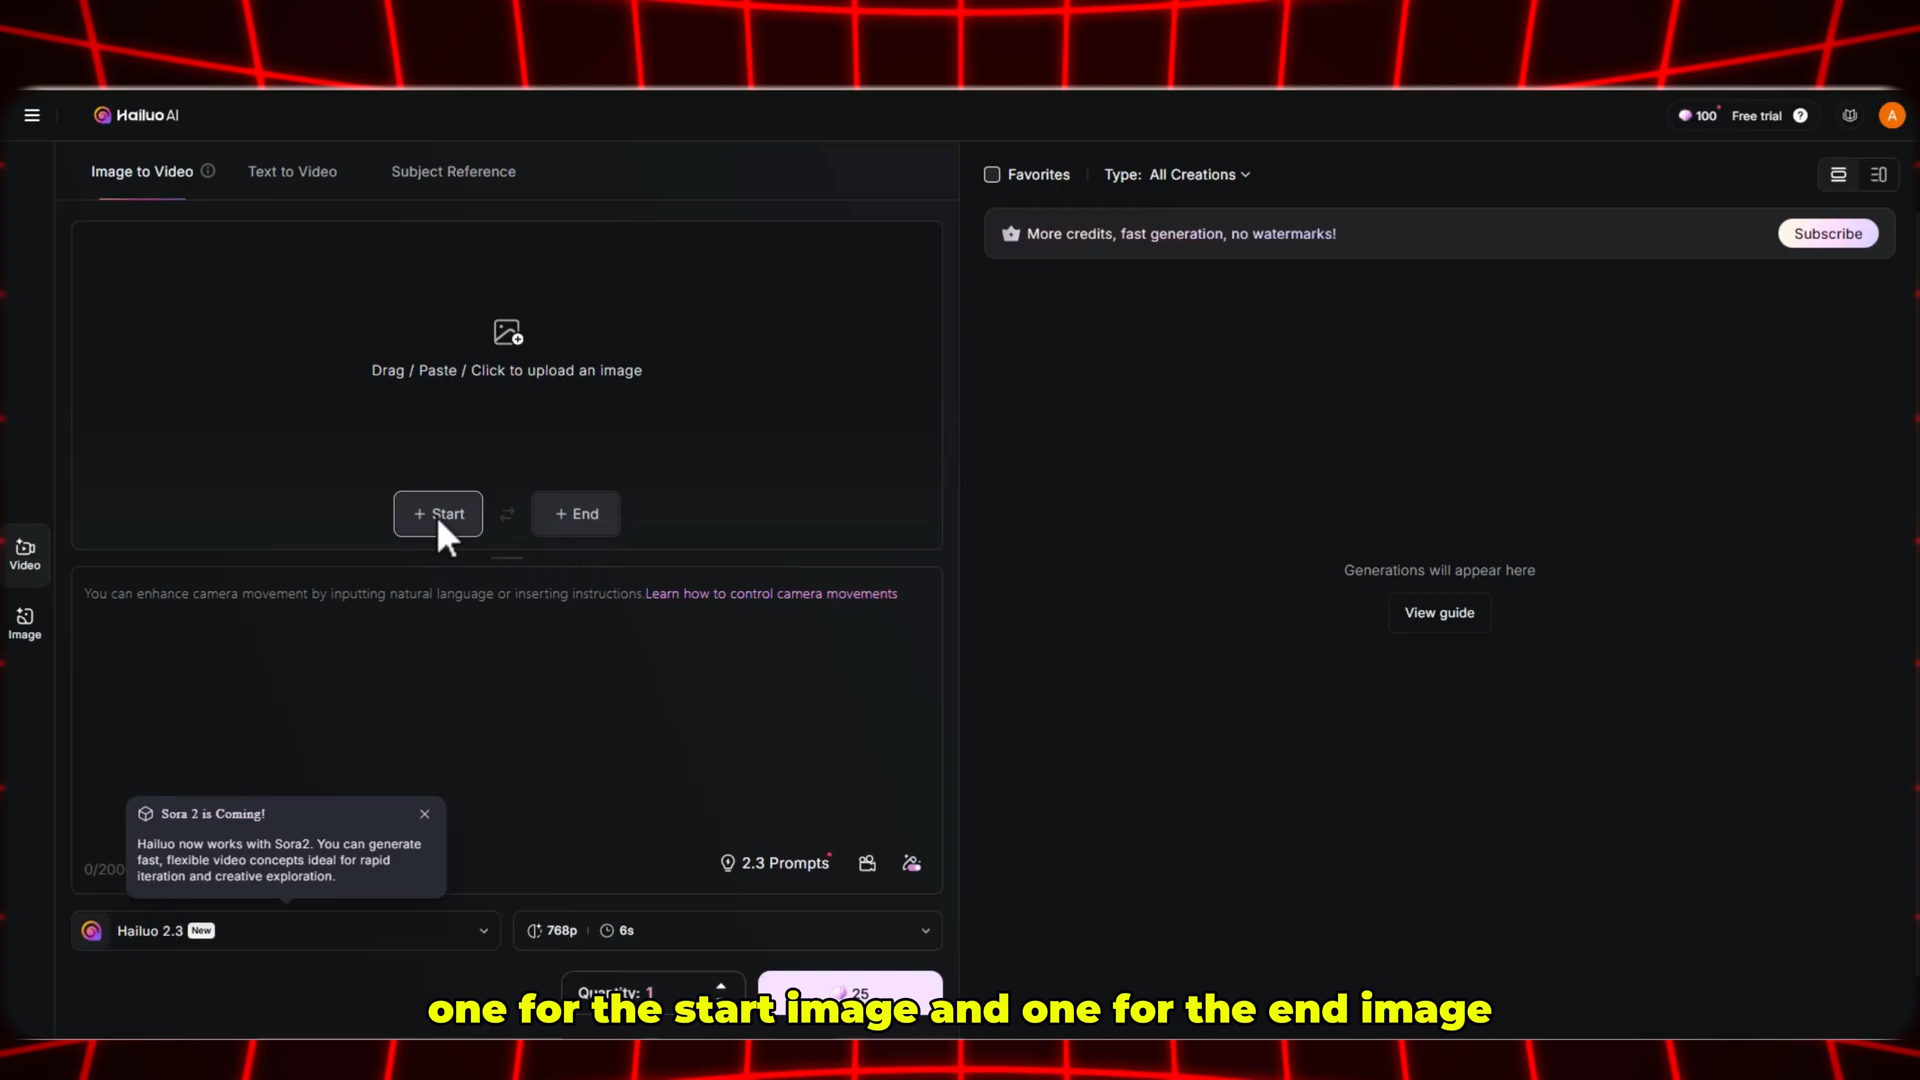 Hailuo AI
100 Free trial ?
A
Image to Video
Text to Video
Subject Reference
Favorites
Type: All Creations
More credits, fast generation, no watermarks!
Subscribe
Drag / Paste / Click to upload an image
+ Start
+ End
Video
Image
You can enhance camera movement by inputting natural language or inserting instructions.Learn how to control camera movements
Generations will appear here
View guide
Sora 2 is Coming!
Hailuo now works with Sora2. You can generate
fast, flexible video concepts ideal for rapid
iteration and creative exploration.
0/200
2.3 Prompts
Hailuo 2.3 New
768p
6s
Quantity: 1
25
one for the start image and one for the end image